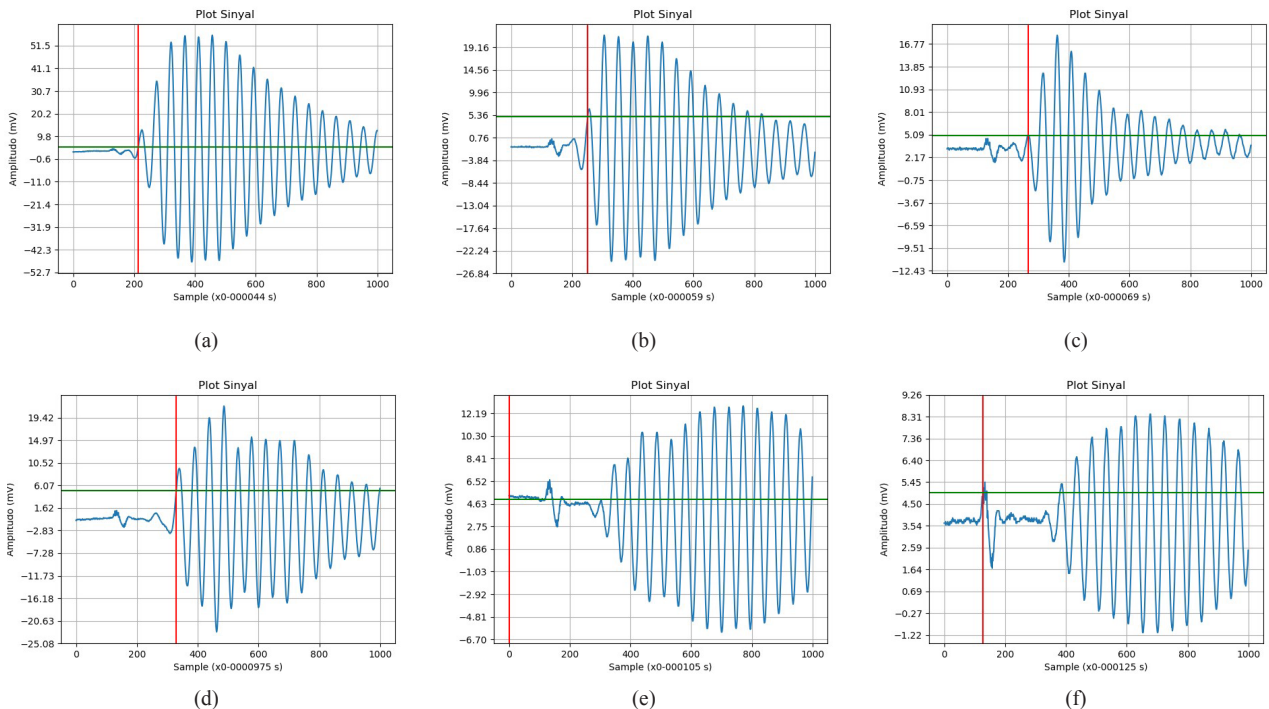 Plot Sinyal
Amplitudo (mV)
51.5
41.1
30.7
20.2
9.8
−0.6
−11.0
−21.4
−31.9
−42.3
−52.7
0 200 400 600 800 1000
Sample (x0-000044 s)
(a)
Plot Sinyal
Amplitudo (mV)
19.16
14.56
9.96
5.36
0.76
−3.84
−8.44
−13.04
−17.64
−22.24
−26.84
0 200 400 600 800 1000
Sample (x0-000059 s)
(b)
Plot Sinyal
Amplitudo (mV)
16.77
13.85
10.93
8.01
5.09
2.17
−0.75
−3.67
−6.59
−9.51
−12.43
0 200 400 600 800 1000
Sample (x0-000069 s)
(c)
Plot Sinyal
Amplitudo (mV)
19.42
14.97
10.52
6.07
1.62
−2.83
−7.28
−11.73
−16.18
−20.63
−25.08
0 200 400 600 800 1000
Sample (x0-0000975 s)
(d)
Plot Sinyal
Amplitudo (mV)
12.19
10.30
8.41
6.52
4.63
2.75
0.86
−1.03
−2.92
−4.81
−6.70
0 200 400 600 800 1000
Sample (x0-000105 s)
(e)
Plot Sinyal
Amplitudo (mV)
9.26
8.31
7.36
6.40
5.45
4.50
3.54
2.59
1.64
0.69
−0.27
−1.22
0 200 400 600 800 1000
Sample (x0-000125 s)
(f)